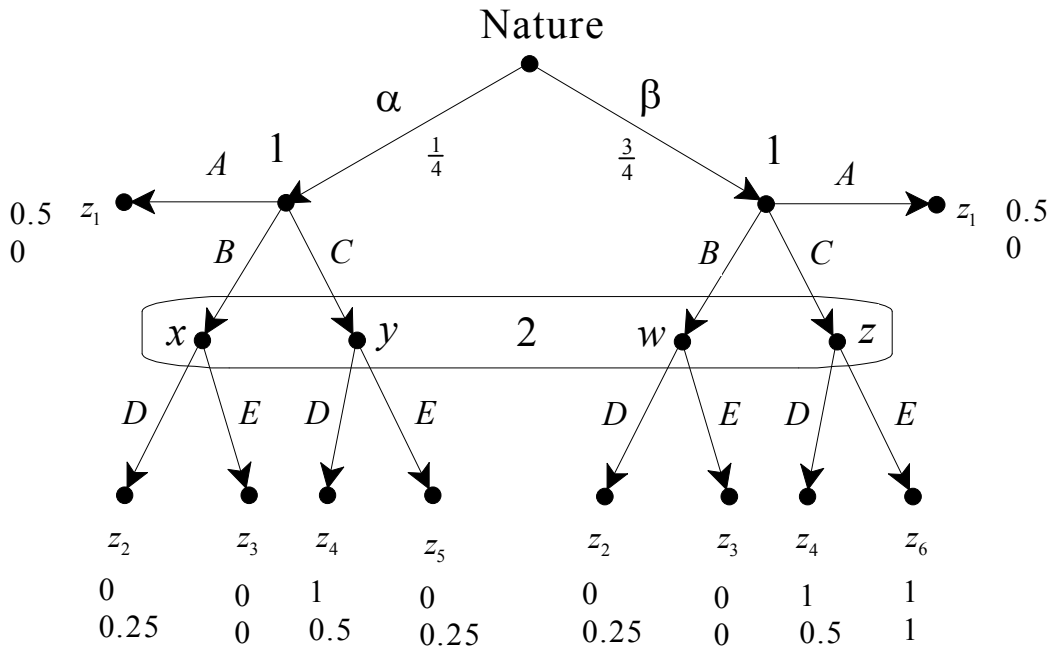 Nature
α β
1 1/4 3/4 1
A A
0.5 z₁ z₁ 0.5
0 0
B C B C
x y 2 w z
D E D E D E D E
z₂ z₃ z₄ z₅ z₂ z₃ z₄ z₆
0 0 1 0 0 0 1 1
0.25 0 0.5 0.25 0.25 0 0.5 1